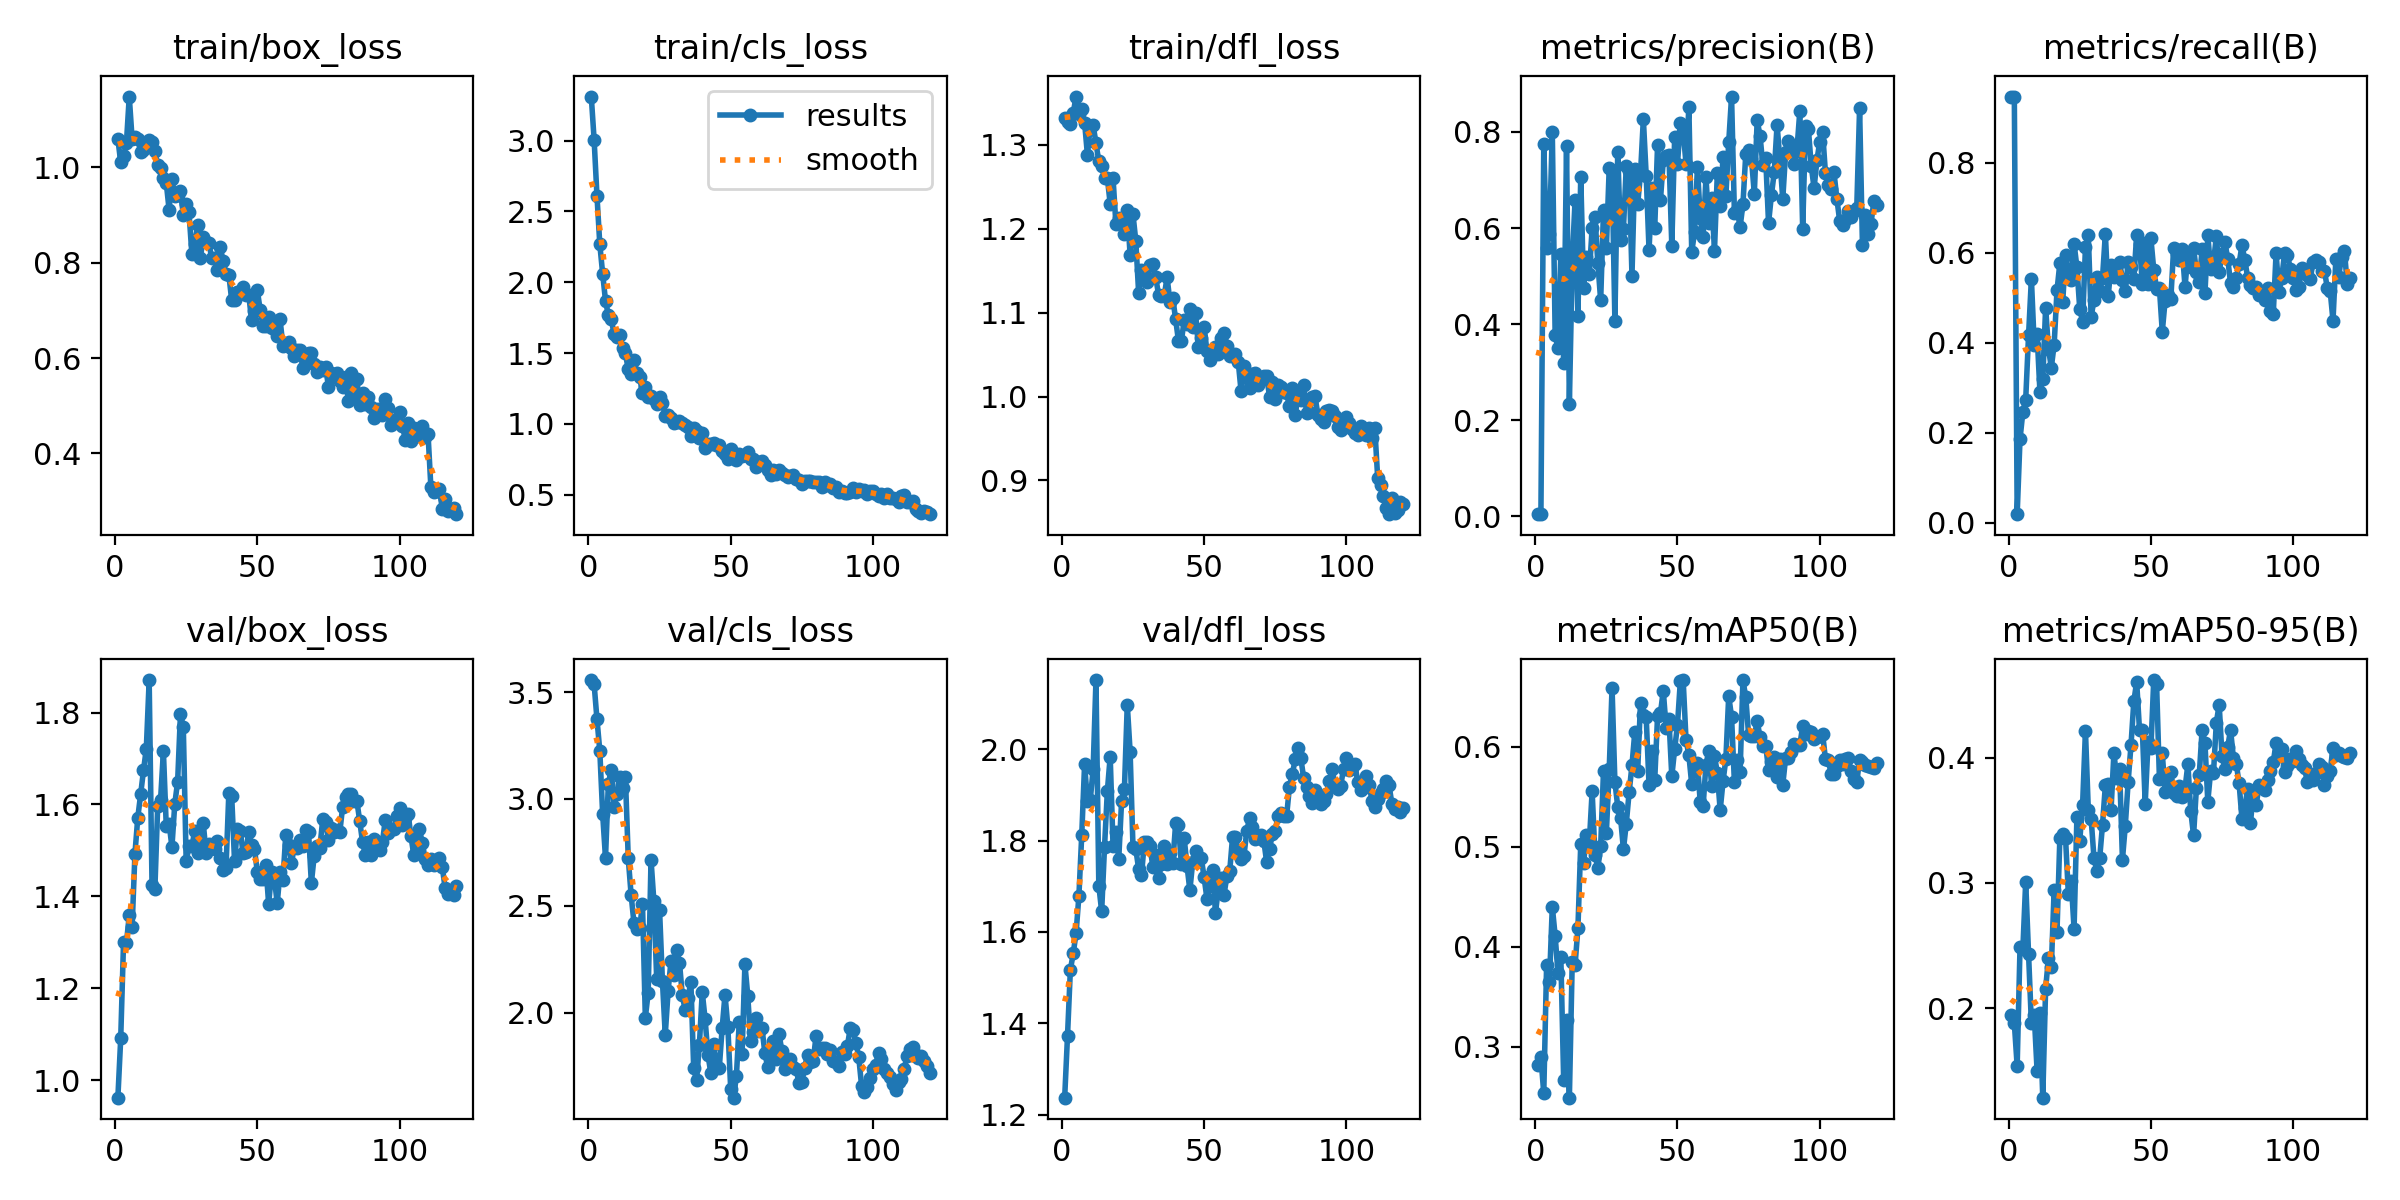 train/box_loss
1.0
0.8
0.6
0.4
0 50 100
train/cls_loss
results
smooth
3.0
2.5
2.0
1.5
1.0
0.5
0 50 100
train/dfl_loss
1.3
1.2
1.1
1.0
0.9
0 50 100
metrics/precision(B)
0.8
0.6
0.4
0.2
0.0
0 50 100
metrics/recall(B)
0.8
0.6
0.4
0.2
0.0
0 50 100
val/box_loss
1.8
1.6
1.4
1.2
1.0
0 50 100
val/cls_loss
3.5
3.0
2.5
2.0
0 50 100
val/dfl_loss
2.0
1.8
1.6
1.4
1.2
0 50 100
metrics/mAP50(B)
0.6
0.5
0.4
0.3
0 50 100
metrics/mAP50-95(B)
0.4
0.3
0.2
0 50 100